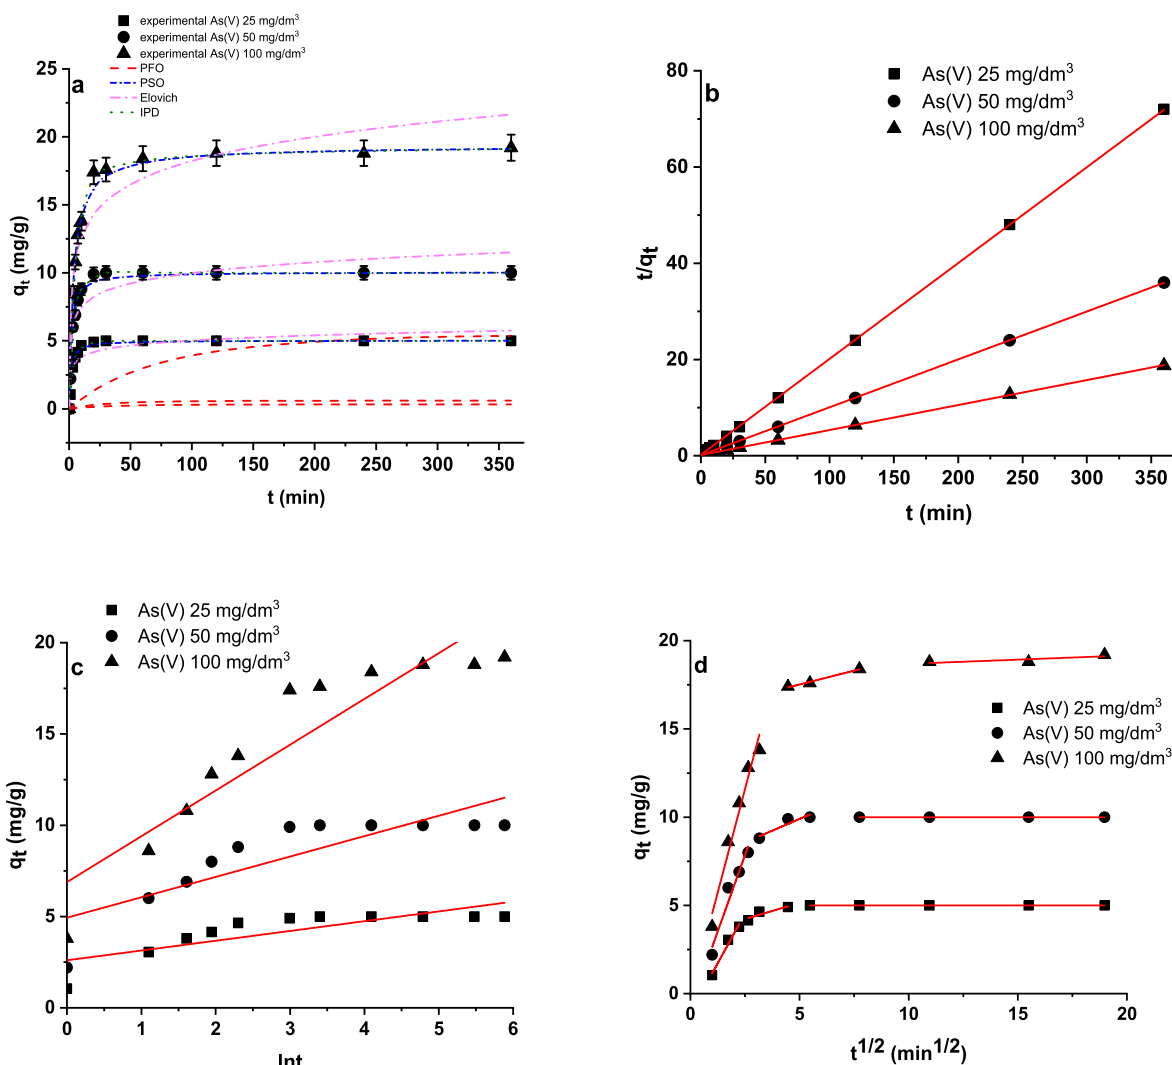 experimental As(V) 25 mg/dm³
experimental As(V) 50 mg/dm³
experimental As(V) 100 mg/dm³
PFO
PSO
Elovich
IPD
a
25
20
15
10
5
0
qt (mg/g)
0 50 100 150 200 250 300 350
t (min)
b
As(V) 25 mg/dm³
As(V) 50 mg/dm³
As(V) 100 mg/dm³
80
60
40
20
0
t/qt
0 50 100 150 200 250 300 350
t (min)
As(V) 25 mg/dm³
As(V) 50 mg/dm³
As(V) 100 mg/dm³
c
20
15
10
5
0
qt (mg/g)
0 1 2 3 4 5 6
lnt
d
As(V) 25 mg/dm³
As(V) 50 mg/dm³
As(V) 100 mg/dm³
20
15
10
5
0
qt (mg/g)
0 5 10 15 20
t1/2 (min1/2)